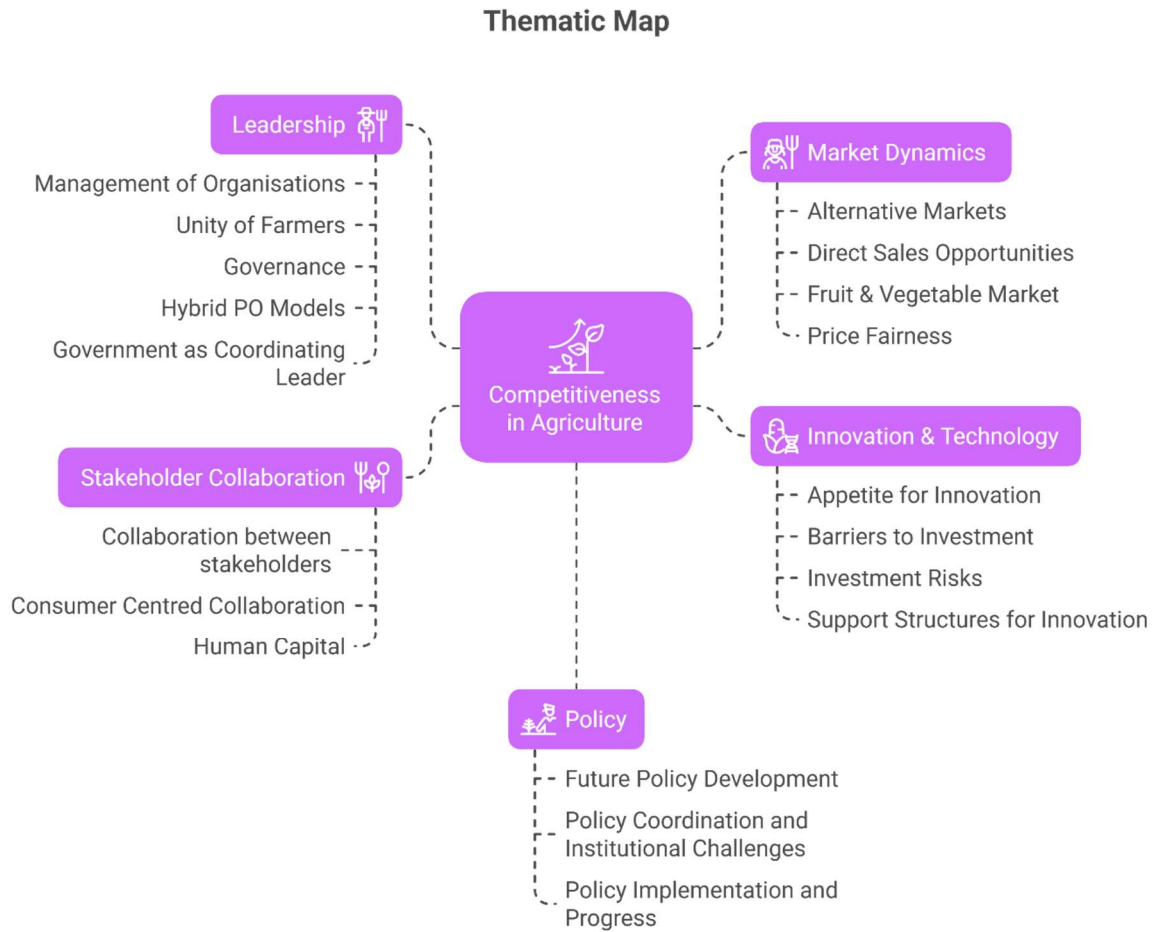 Thematic Map
Leadership
Management of Organisations
Unity of Farmers
Governance
Hybrid PO Models
Government as Coordinating
Leader
Stakeholder Collaboration
Collaboration between
stakeholders
Consumer Centred Collaboration
Human Capital
Competitiveness
in Agriculture
Market Dynamics
Alternative Markets
Direct Sales Opportunities
Fruit & Vegetable Market
Price Fairness
Innovation & Technology
Appetite for Innovation
Barriers to Investment
Investment Risks
Support Structures for Innovation
Policy
Future Policy Development
Policy Coordination and
Institutional Challenges
Policy Implementation and
Progress